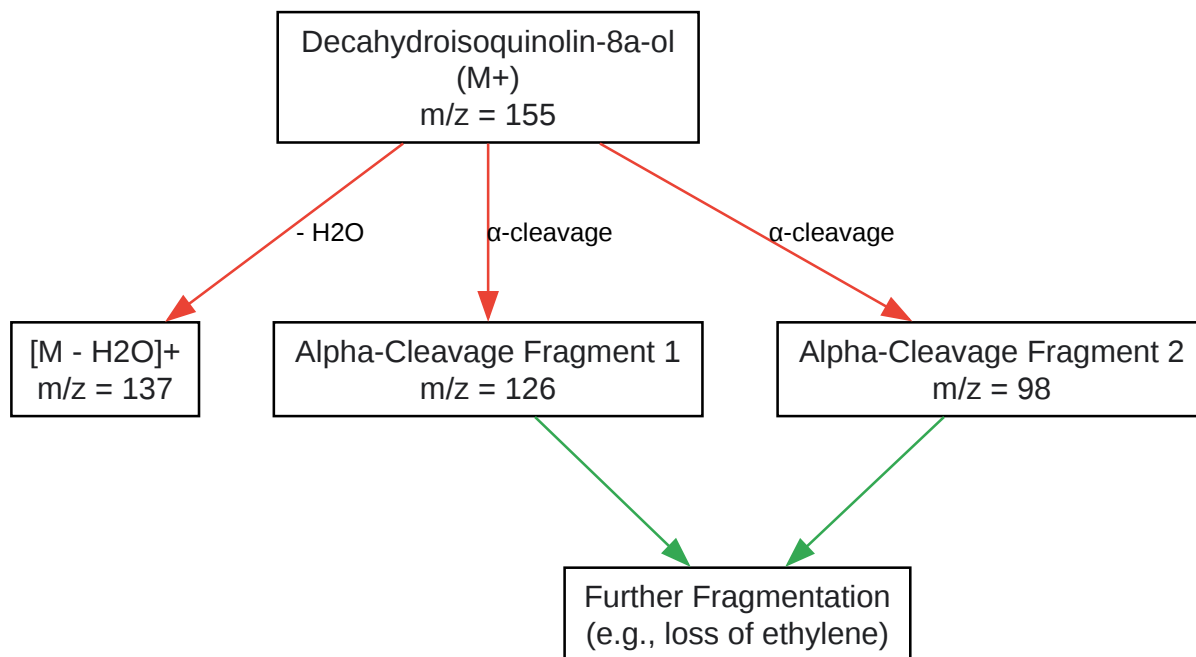 Decahydroisoquinolin-8a-ol
(M+)
m/z = 155
- H2O
α-cleavage
α-cleavage
[M - H2O]+
m/z = 137
Alpha-Cleavage Fragment 1
m/z = 126
Alpha-Cleavage Fragment 2
m/z = 98
Further Fragmentation
(e.g., loss of ethylene)